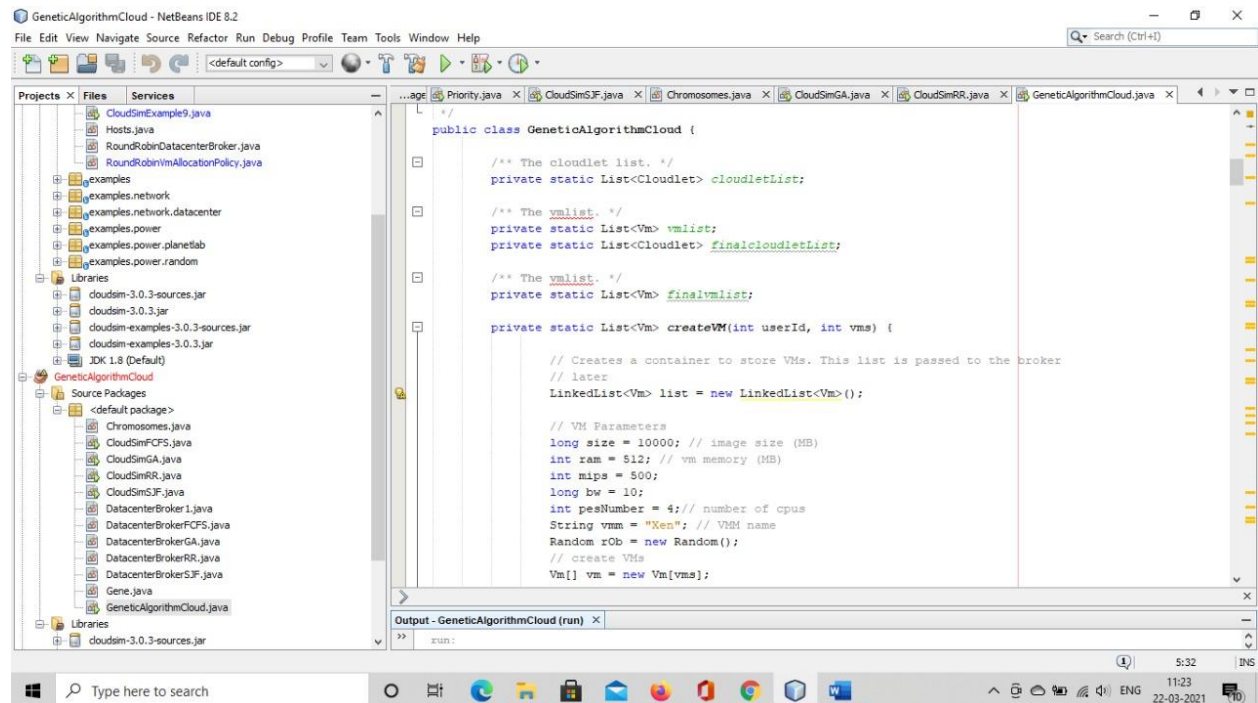 GeneticAlgorithmCloud - NetBeans IDE 8.2
File Edit View Navigate Source Refactor Run Debug Profile Team Tools Window Help
Search (Ctrl+I)
<default config>
Projects Files Services
CloudSimExample9.java
Hosts.java
RoundRobinDatacenterBroker.java
RoundRobinVmAllocationPolicy.java
examples
examples.network
examples.network.datacenter
examples.power
examples.power.planetlab
examples.power.random
Libraries
cloudsim-3.0.3-sources.jar
cloudsim-3.0.3.jar
cloudsim-examples-3.0.3-sources.jar
cloudsim-examples-3.0.3.jar
JDK 1.8 (Default)
GeneticAlgorithmCloud
Source Packages
<default package>
Chromosomes.java
CloudSimFCFS.java
CloudSimGA.java
CloudSimRR.java
CloudSimSJF.java
DatacenterBroker1.java
DatacenterBrokerFCFS.java
DatacenterBrokerGA.java
DatacenterBrokerRR.java
DatacenterBrokerSJF.java
Gene.java
GeneticAlgorithmCloud.java
Libraries
cloudsim-3.0.3-sources.jar
...age Priority.java CloudSimSJF.java Chromosomes.java CloudSimGA.java CloudSimRR.java GeneticAlgorithmCloud.java
*/
public class GeneticAlgorithmCloud {
/** The cloudlet list. */
private static List<Cloudlet> cloudletList;
/** The vmlist. */
private static List<Vm> vmlist;
private static List<Cloudlet> finalcloudletList;
/** The vmlist. */
private static List<Vm> finalvmlist;
private static List<Vm> createVM(int userId, int vms) {
// Creates a container to store VMs. This list is passed to the broker
// later
LinkedList<Vm> list = new LinkedList<Vm>();
// VM Parameters
long size = 10000; // image size (MB)
int ram = 512; // vm memory (MB)
int mips = 500;
long bw = 10;
int pesNumber = 4;// number of cpus
String vmm = "Xen"; // VMM name
Random rOb = new Random();
// create VMs
Vm[] vm = new Vm[vms];
Output - GeneticAlgorithmCloud (run)
run:
1 5:32 INS
Type here to search
ENG
11:23
22-03-2021
10